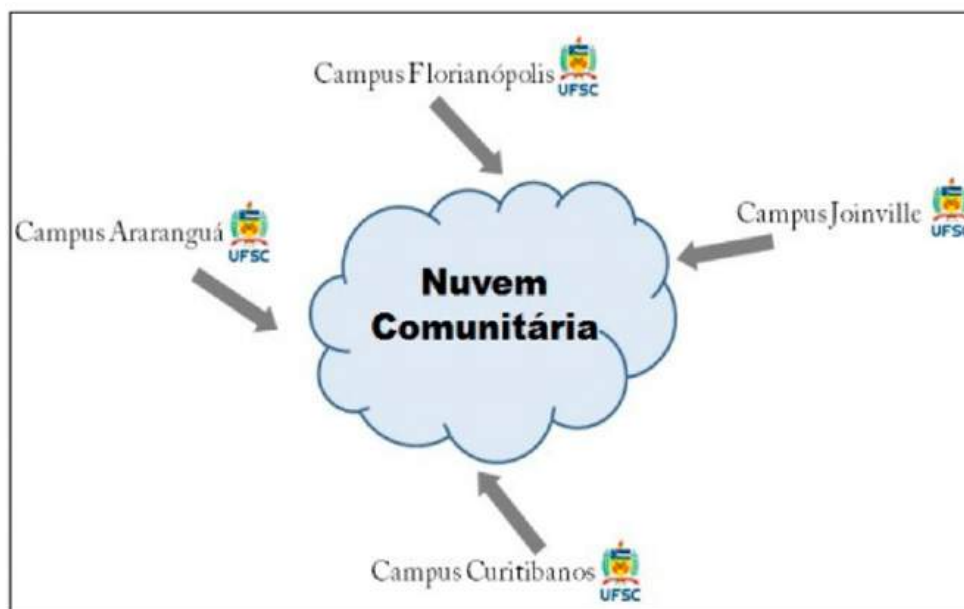 Campus Florianópolis
UFSC
Campus Araranguá
UFSC
Campus Joinville
UFSC
Nuvem
Comunitária
Campus Curitibanos
UFSC